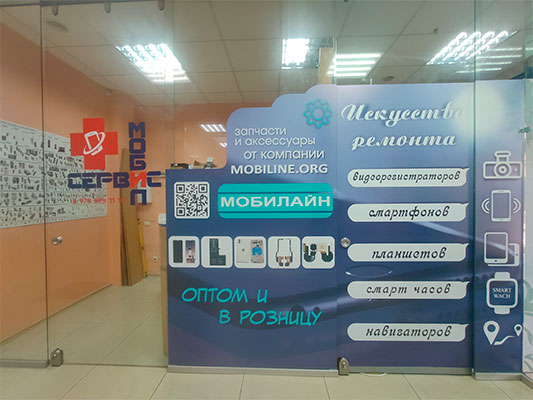 МОБИЛ
СЕРВИС
запчасти
и аксессуары
от компании
MOBILINE.ORG
МОБИЛАЙН
ОПТОМ И
В РОЗНИЦУ
Искусство
ремонта
видеорегистраторов
смартфонов
планшетов
смарт часов
навигаторов
SMART
WACH